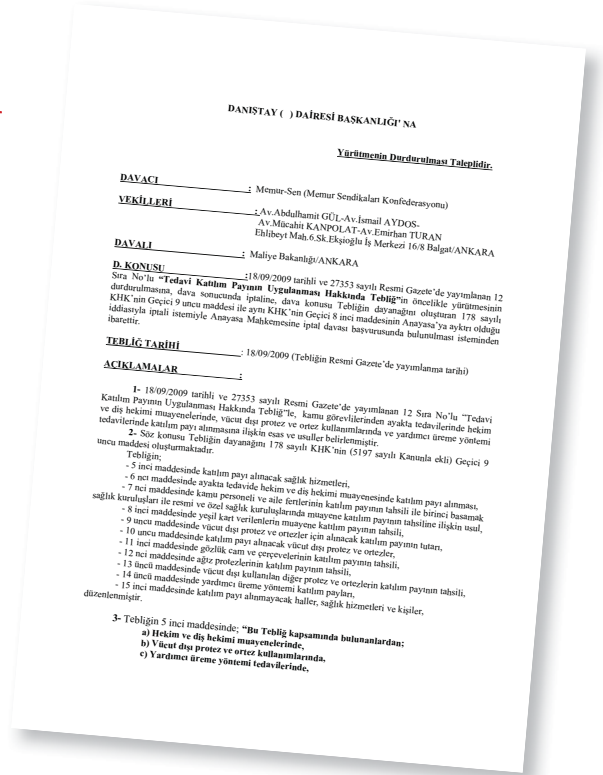 DANIŞTAY ( ) DAİRESİ BAŞKANLIĞI' NA
Yürütmenin Durdurulması Taleplidir.
DAVACI : Memur-Sen (Memur Sendikaları Konfederasyonu)
VEKİLLERİ : Av.Abdulhamit GÜL-Av.İsmail AYDOS-
Av.Mücahit KANPOLAT-Av.Emirhan TURAN
Ehlibeyt Mah.6.Sk.Ekşioğlu İş Merkezi 16/8 Balgat/ANKARA
DAVALI : Maliye Bakanlığı/ANKARA
D. KONUSU :18/09/2009 tarihli ve 27353 sayılı Resmi Gazete'de yayımlanan 12
Sıra No'lu "Tedavi Katılım Payının Uygulanması Hakkında Tebliğ"in öncelikle yürütmesinin
durdurulmasına, dava sonucunda iptaline, dava konusu Tebliğin dayanağını oluşturan 178 sayılı
KHK'nin Geçici 9 uncu maddesi ile aynı KHK'nin Geçici 8 inci maddesinin Anayasa'ya aykırı olduğu
iddiasıyla iptali istemiyle Anayasa Mahkemesine iptal davası başvurusunda bulunulması isteminden
ibarettir.
TEBLİĞ TARİHİ : 18/09/2009 (Tebliğin Resmi Gazete'de yayımlanma tarihi)
AÇIKLAMALAR :
1- 18/09/2009 tarihli ve 27353 sayılı Resmi Gazete'de yayımlanan 12 Sıra No'lu "Tedavi
Katılım Payının Uygulanması Hakkında Tebliğ"le, kamu görevlilerinden ayakta tedavilerinde hekim
ve diş hekimi muayenelerinde, vücut dışı protez ve ortez kullanımlarında ve yardımcı üreme yöntemi
tedavilerinde katılım payı alınmasına ilişkin esas ve usuller belirlenmiştir.
2- Söz konusu Tebliğin dayanağını 178 sayılı KHK'nin (5197 sayılı Kanunla ekli) Geçici 9
uncu maddesi oluşturmaktadır.
Tebliğin;
- 5 inci maddesinde katılım payı alınacak sağlık hizmetleri,
- 6 ncı maddesinde ayakta tedavide hekim ve diş hekimi muayenesinde katılım payı alınması,
- 7 nci maddesinde kamu personeli ve aile fertlerinin katılım payının tahsili ile birinci basamak
sağlık kuruluşları ile resmi ve özel sağlık kuruluşlarında muayene katılım payının tahsiline ilişkin usul,
- 8 inci maddesinde yeşil kart verilenlerin muayene katılım payının tahsili,
- 9 uncu maddesinde vücut dışı protez ve ortezler için alınacak katılım payının tutarı,
- 10 uncu maddesinde katılım payı alınacak vücut dışı protez ve ortezler,
- 11 inci maddesinde gözlük cam ve çerçevelerinin katılım payının tahsili,
- 12 nci maddesinde ağız protezlerinin katılım payının tahsili,
- 13 üncü maddesinde vücut dışı kullanılan diğer protez ve ortezlerin katılım payının tahsili,
- 14 üncü maddesinde yardımcı üreme yöntemi katılım payları,
- 15 inci maddesinde katılım payı alınmayacak haller, sağlık hizmetleri ve kişiler,
düzenlenmiştir.
3- Tebliğin 5 inci maddesinde; "Bu Tebliğ kapsamında bulunanlardan;
a) Hekim ve diş hekimi muayenelerinde,
b) Vücut dışı protez ve ortez kullanımlarında,
c) Yardımcı üreme yöntemi tedavilerinde,